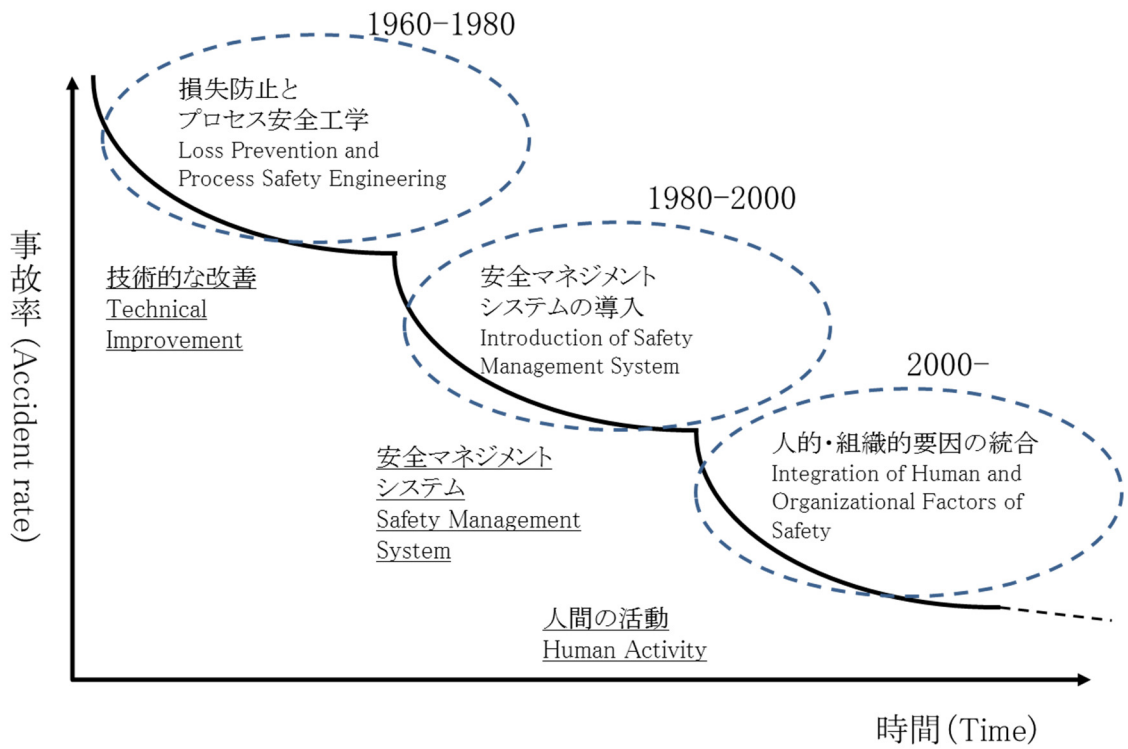 1960-1980
損失防止と
プロセス安全工学
Loss Prevention and
Process Safety Engineering
1980-2000
事故率 (Accident rate)
技術的な改善
Technical
Improvement
安全マネジメント
システムの導入
Introduction of Safety
Management System
2000-
安全マネジメント
システム
Safety Management
System
人的・組織的要因の統合
Integration of Human and
Organizational Factors of
Safety
人間の活動
Human Activity
時間 (Time)